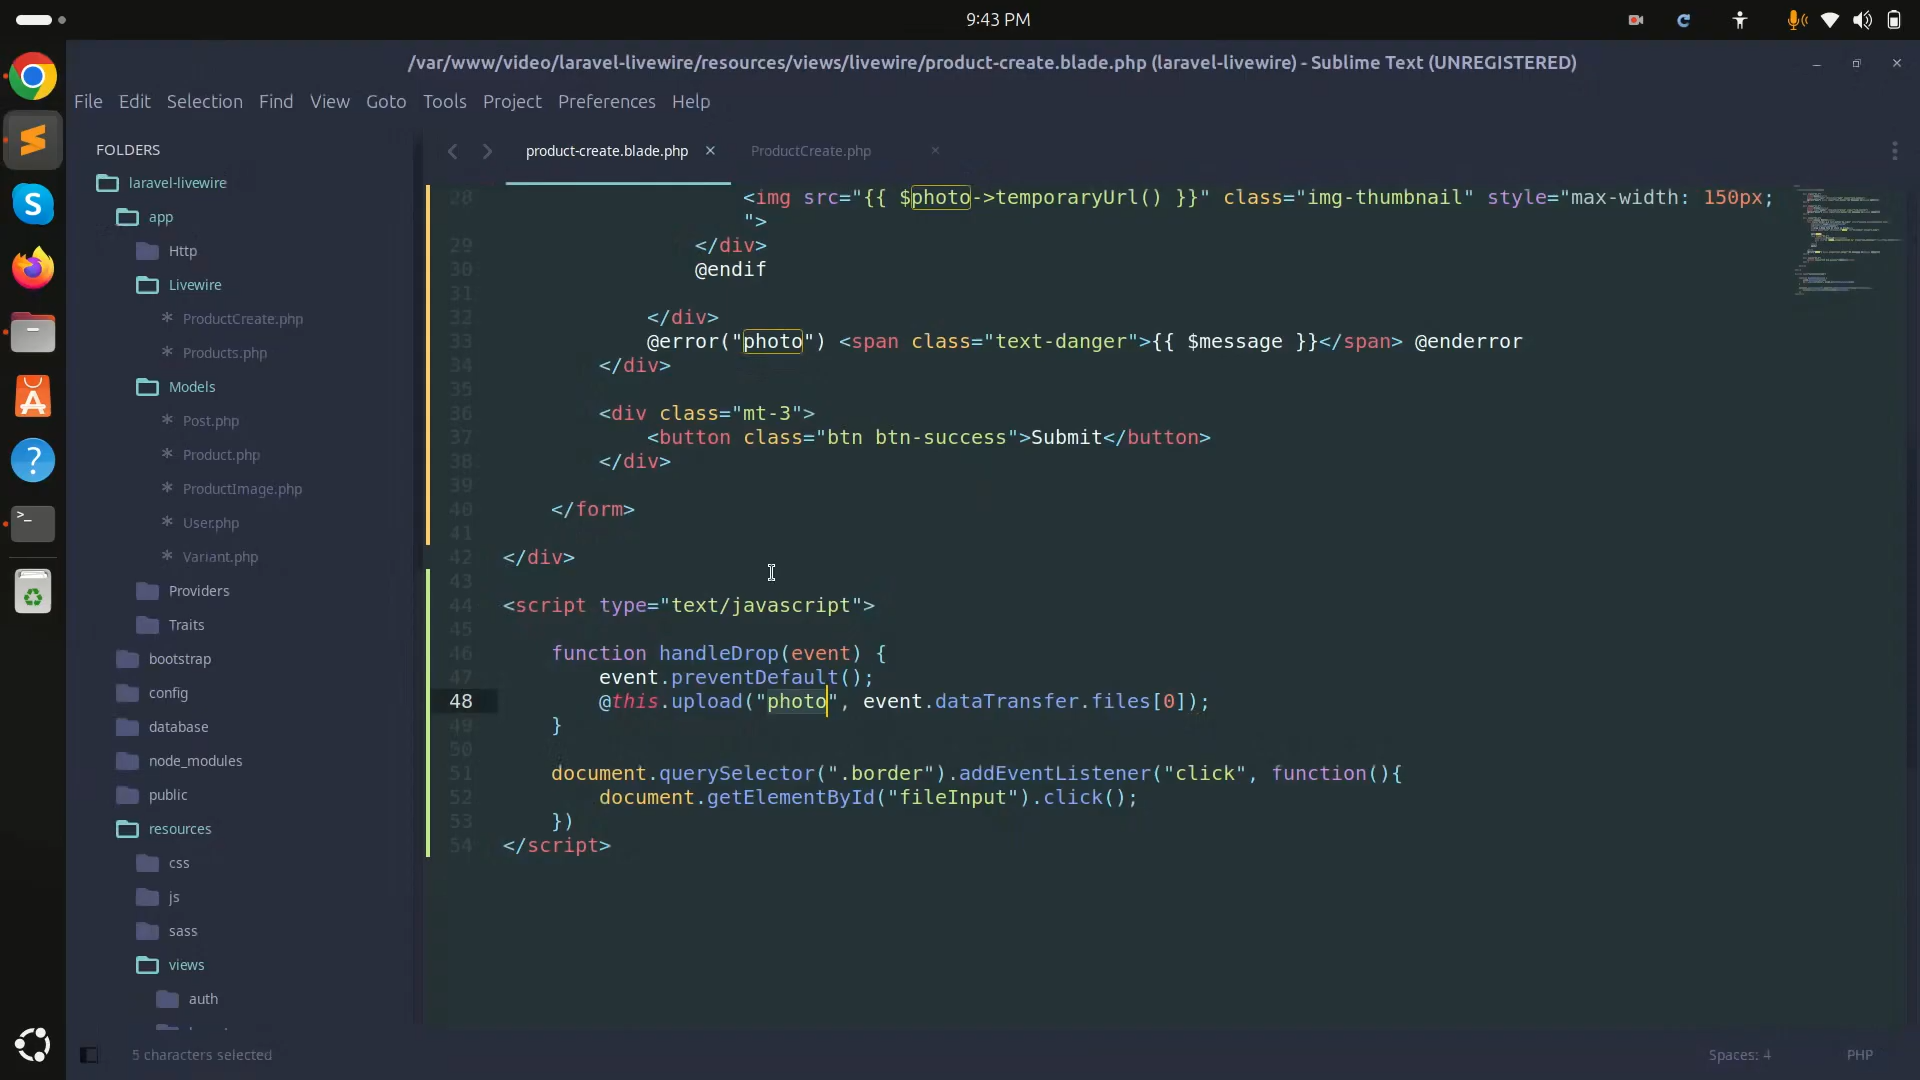 9:43 PM
/var/www/video/laravel-livewire/resources/views/livewire/product-create.blade.php (laravel-livewire) - Sublime Text (UNREGISTERED)
File Edit Selection Find View Goto Tools Project Preferences Help
FOLDERS
laravel-livewire
app
Http
Livewire
ProductCreate.php
Products.php
Models
Post.php
Product.php
ProductImage.php
User.php
Variant.php
Providers
Traits
bootstrap
config
database
node_modules
public
resources
css
js
sass
views
auth
product-create.blade.php
ProductCreate.php
28 <img src="{{ $photo->temporaryUrl() }}" class="img-thumbnail" style="max-width: 150px;
">
29 </div>
30 @endif
31
32 </div>
33 @error("photo") <span class="text-danger">{{ $message }}</span> @enderror
34 </div>
35
36 <div class="mt-3">
37 <button class="btn btn-success">Submit</button>
38 </div>
39
40 </form>
41
42 </div>
43
44 <script type="text/javascript">
45
46 function handleDrop(event) {
47 event.preventDefault();
48 @this.upload("photo", event.dataTransfer.files[0]);
49 }
50
51 document.querySelector(".border").addEventListener("click", function(){
52 document.getElementById("fileInput").click();
53 })
54 </script>
5 characters selected
Spaces: 4
PHP